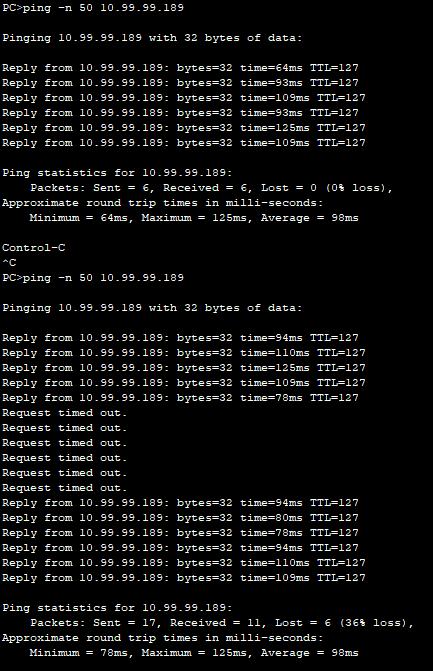 PC>ping -n 50 10.99.99.189
Pinging 10.99.99.189 with 32 bytes of data:
Reply from 10.99.99.189: bytes=32 time=64ms TTL=127
Reply from 10.99.99.189: bytes=32 time=93ms TTL=127
Reply from 10.99.99.189: bytes=32 time=109ms TTL=127
Reply from 10.99.99.189: bytes=32 time=93ms TTL=127
Reply from 10.99.99.189: bytes=32 time=125ms TTL=127
Reply from 10.99.99.189: bytes=32 time=109ms TTL=127
Ping statistics for 10.99.99.189:
Packets: Sent = 6, Received = 6, Lost = 0 (0% loss),
Approximate round trip times in milli-seconds:
Minimum = 64ms, Maximum = 125ms, Average = 98ms
Control-C
^C
PC>ping -n 50 10.99.99.189
Pinging 10.99.99.189 with 32 bytes of data:
Reply from 10.99.99.189: bytes=32 time=94ms TTL=127
Reply from 10.99.99.189: bytes=32 time=110ms TTL=127
Reply from 10.99.99.189: bytes=32 time=125ms TTL=127
Reply from 10.99.99.189: bytes=32 time=109ms TTL=127
Reply from 10.99.99.189: bytes=32 time=78ms TTL=127
Request timed out.
Request timed out.
Request timed out.
Request timed out.
Request timed out.
Request timed out.
Reply from 10.99.99.189: bytes=32 time=94ms TTL=127
Reply from 10.99.99.189: bytes=32 time=80ms TTL=127
Reply from 10.99.99.189: bytes=32 time=78ms TTL=127
Reply from 10.99.99.189: bytes=32 time=94ms TTL=127
Reply from 10.99.99.189: bytes=32 time=110ms TTL=127
Reply from 10.99.99.189: bytes=32 time=109ms TTL=127
Ping statistics for 10.99.99.189:
Packets: Sent = 17, Received = 11, Lost = 6 (36% loss),
Approximate round trip times in milli-seconds:
Minimum = 78ms, Maximum = 125ms, Average = 98ms